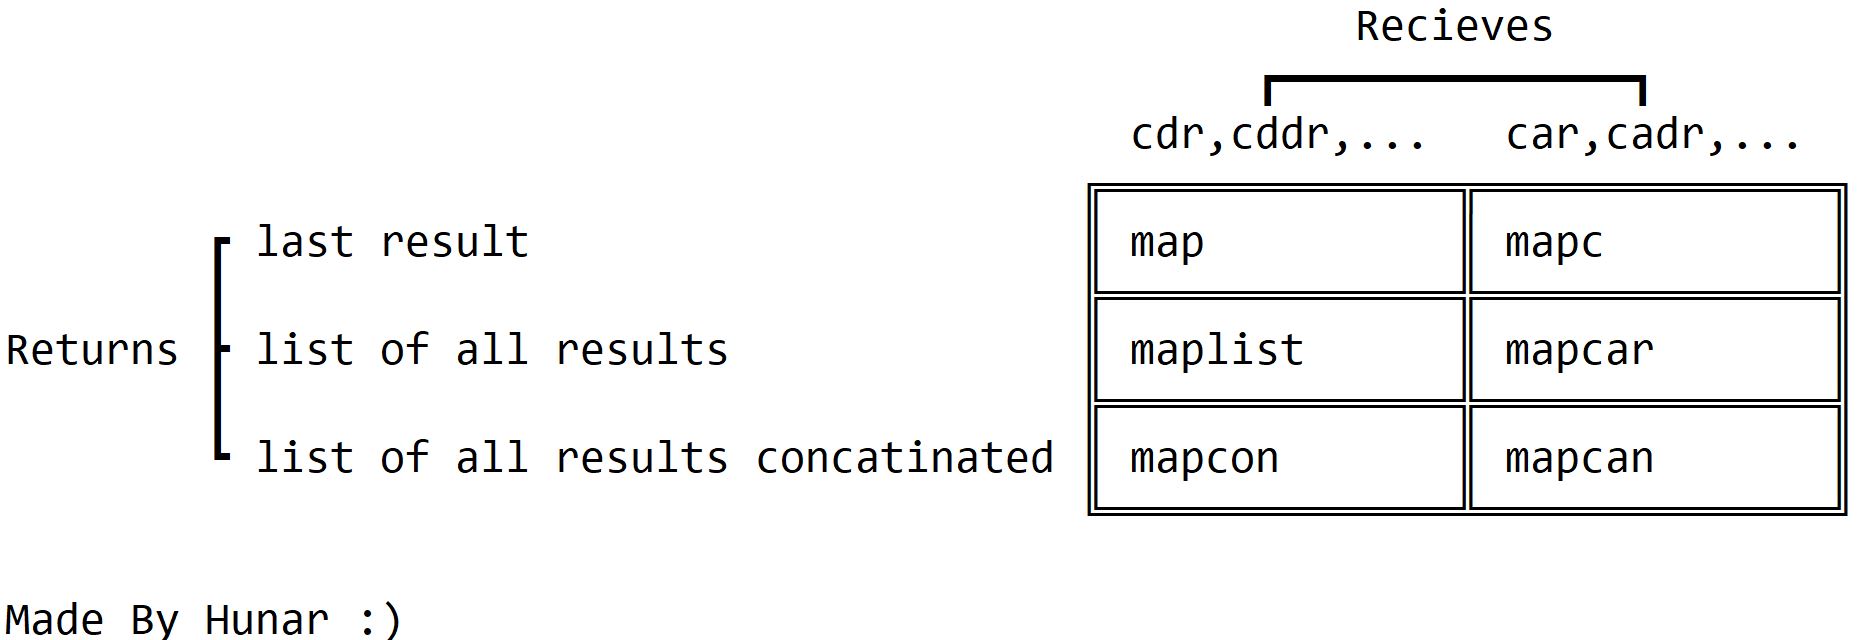 Recieves
cdr,cddr,... car,cadr,...
last result map mapc
Returns list of all results maplist mapcar
list of all results concatinated mapcon mapcan
Made By Hunar :)